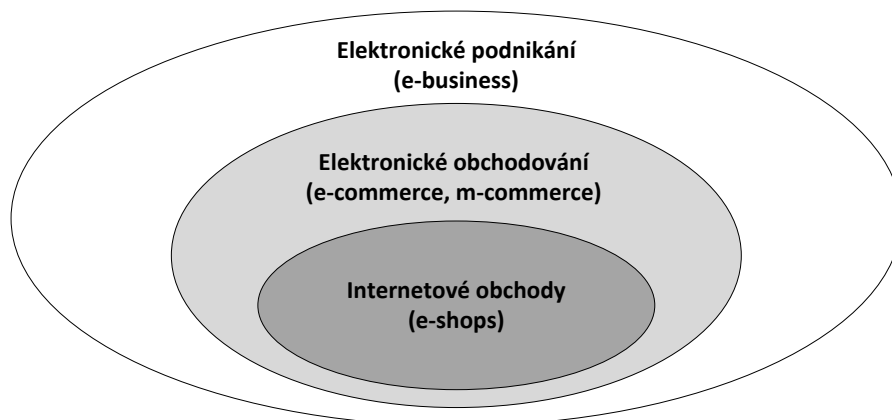 Elektronické podnikání
(e-business)
Elektronické obchodování
(e-commerce, m-commerce)
Internetové obchody
(e-shops)